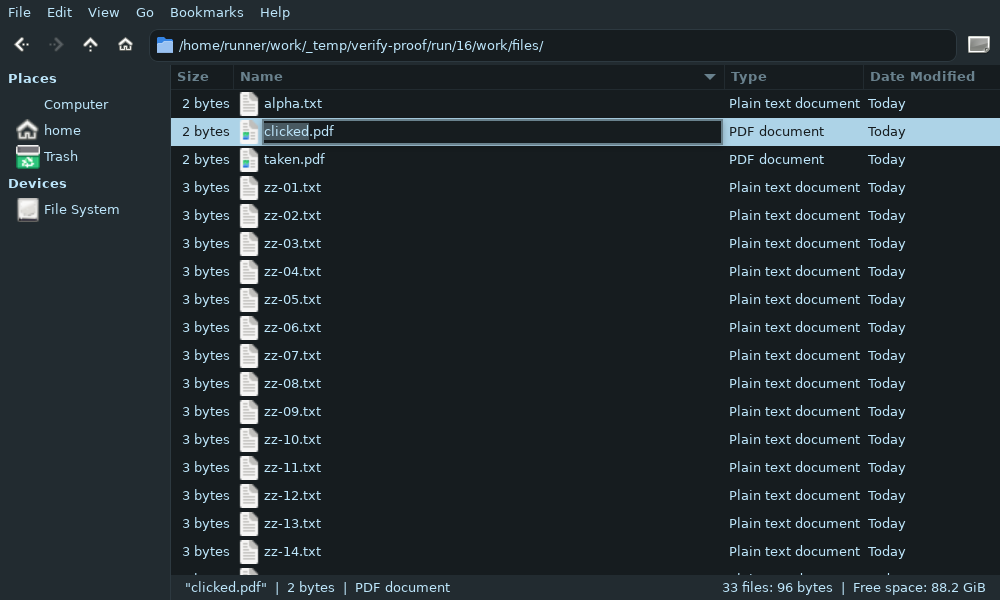 File Edit View Go Bookmarks Help
/home/runner/work/_temp/verify-proof/run/16/work/files/
Places
Computer
home
Trash
Devices
File System
Size Name Type Date Modified
2 bytes alpha.txt Plain text document Today
2 bytes clicked.pdf PDF document Today
2 bytes taken.pdf PDF document Today
3 bytes zz-01.txt Plain text document Today
3 bytes zz-02.txt Plain text document Today
3 bytes zz-03.txt Plain text document Today
3 bytes zz-04.txt Plain text document Today
3 bytes zz-05.txt Plain text document Today
3 bytes zz-06.txt Plain text document Today
3 bytes zz-07.txt Plain text document Today
3 bytes zz-08.txt Plain text document Today
3 bytes zz-09.txt Plain text document Today
3 bytes zz-10.txt Plain text document Today
3 bytes zz-11.txt Plain text document Today
3 bytes zz-12.txt Plain text document Today
3 bytes zz-13.txt Plain text document Today
3 bytes zz-14.txt Plain text document Today
"clicked.pdf" | 2 bytes | PDF document 33 files: 96 bytes | Free space: 88.2 GiB